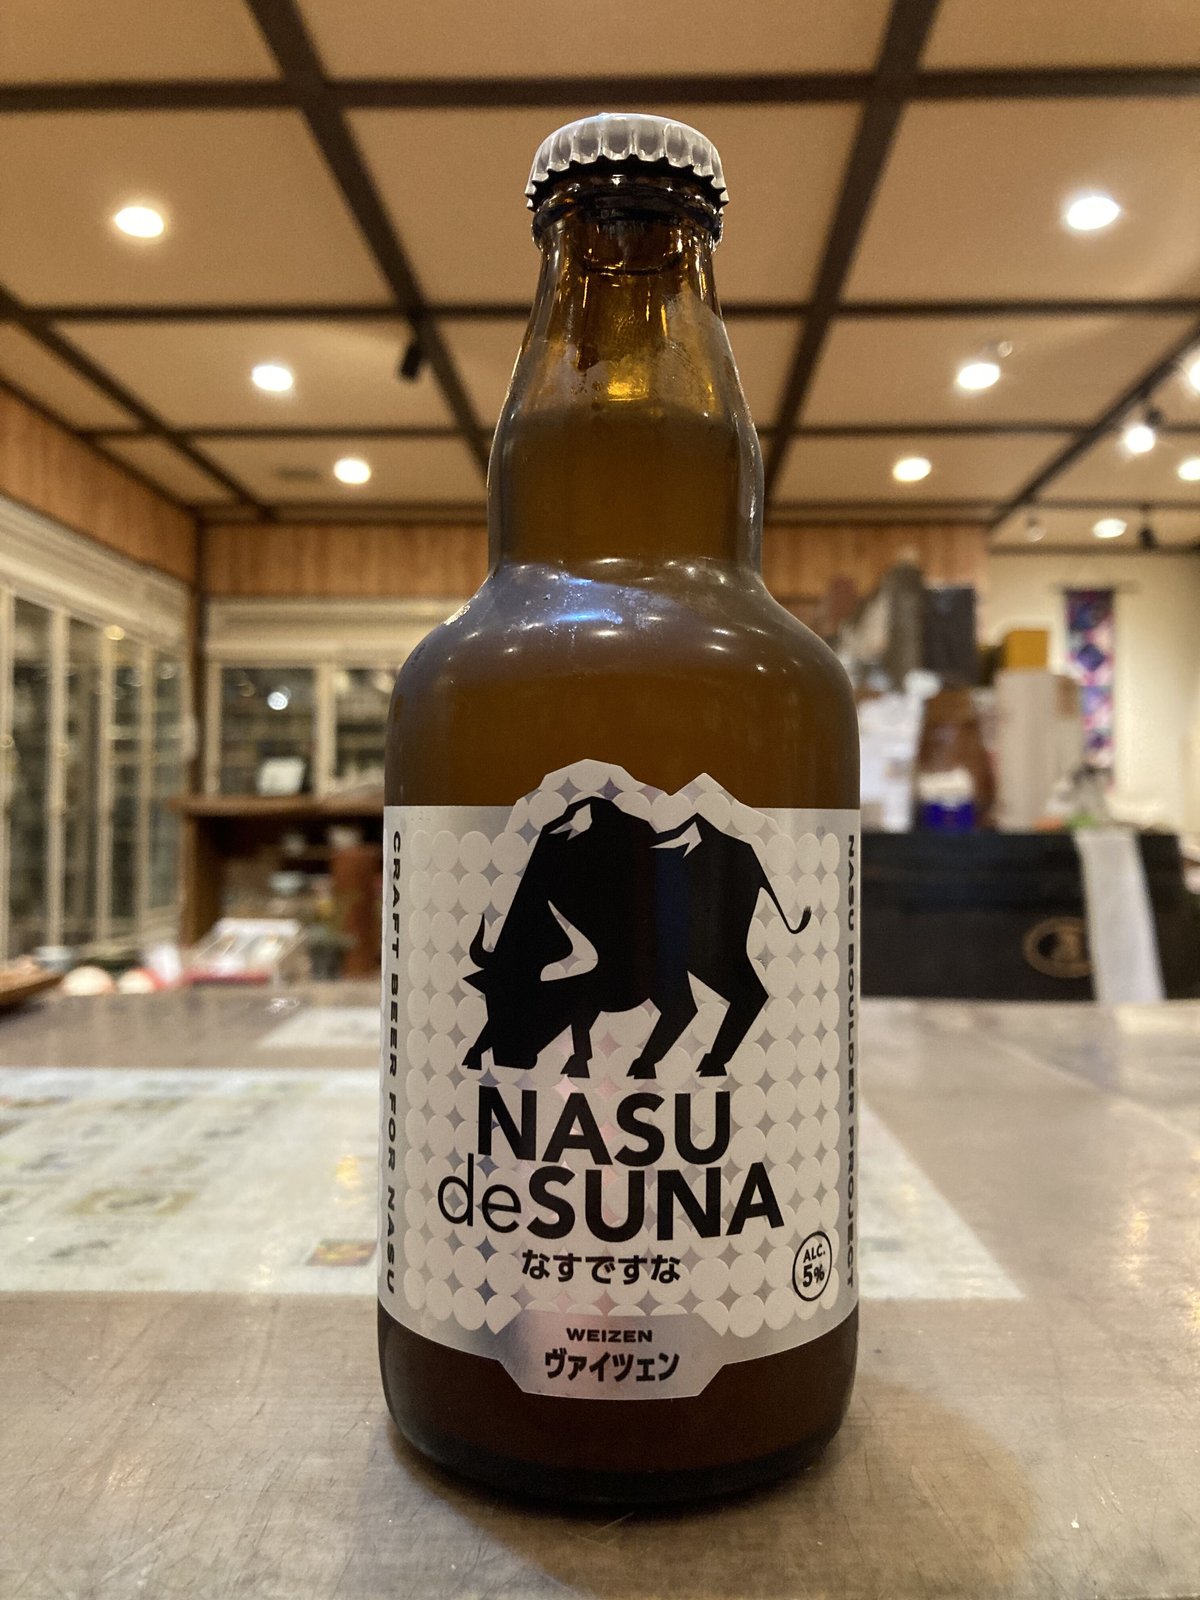 CRAFT BEER FOR NASU
NASU BOULDER PROJECT
NASU
deSUNA
なすですな
ALC.
5%
WEIZEN
ヴァイツェン